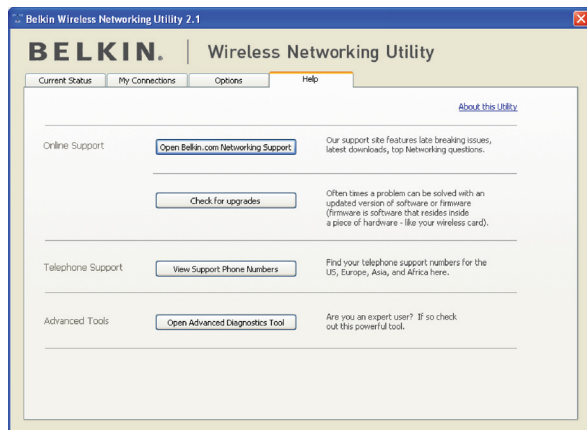 Belkin Wireless Networking Utility 2.1
BELKIN. Wireless Networking Utility
Current Status My Connections Options Help
About this Utility
Online Support
Open Belkin.com Networking Support
Our support site features late breaking issues,
latest downloads, top Networking questions.
Check for upgrades
Often times a problem can be solved with an
updated version of software or firmware
(firmware is software that resides inside
a piece of hardware - like your wireless card).
Telephone Support
View Support Phone Numbers
Find your telephone support numbers for the
US, Europe, Asia, and Africa here.
Advanced Tools
Open Advanced Diagnostics Tool
Are you an expert user? If so check
out this powerful tool.